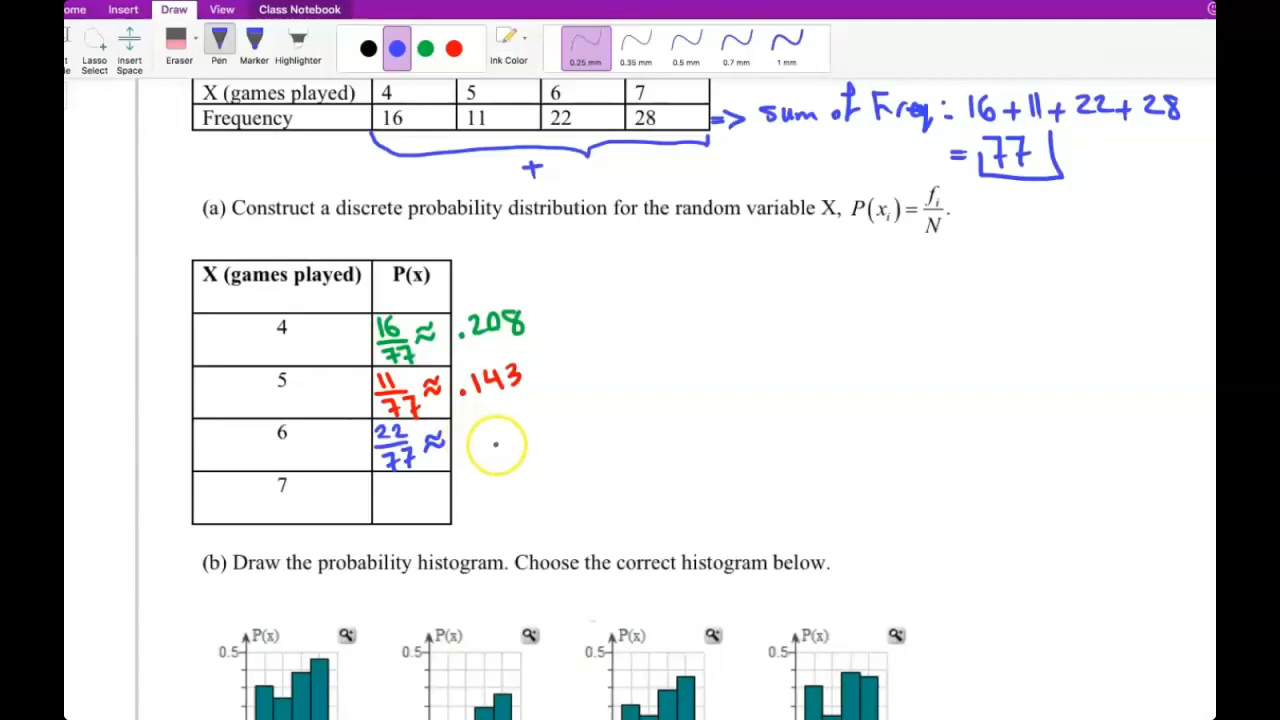 ome Insert Draw View Class Notebook
Eraser Pen Marker Highlighter
Lasso Select
Insert Space
Ink Color
0.25 mm 0.35 mm 0.5 mm 0.7 mm 1 mm
X (games played) 4 5 6 7
Frequency 16 11 22 28
=> sum of Freq: 16+11+22+28
= 77
+
(a) Construct a discrete probability distribution for the random variable X, P(xᵢ)=fᵢ/N.
X (games played) P(x)
4 16/77 ≈ .208
5 11/77 ≈ .143
6 22/77 ≈
7
(b) Draw the probability histogram. Choose the correct histogram below.
P(x) P(x) P(x) P(x)
0.5 0.5 0.5 0.5